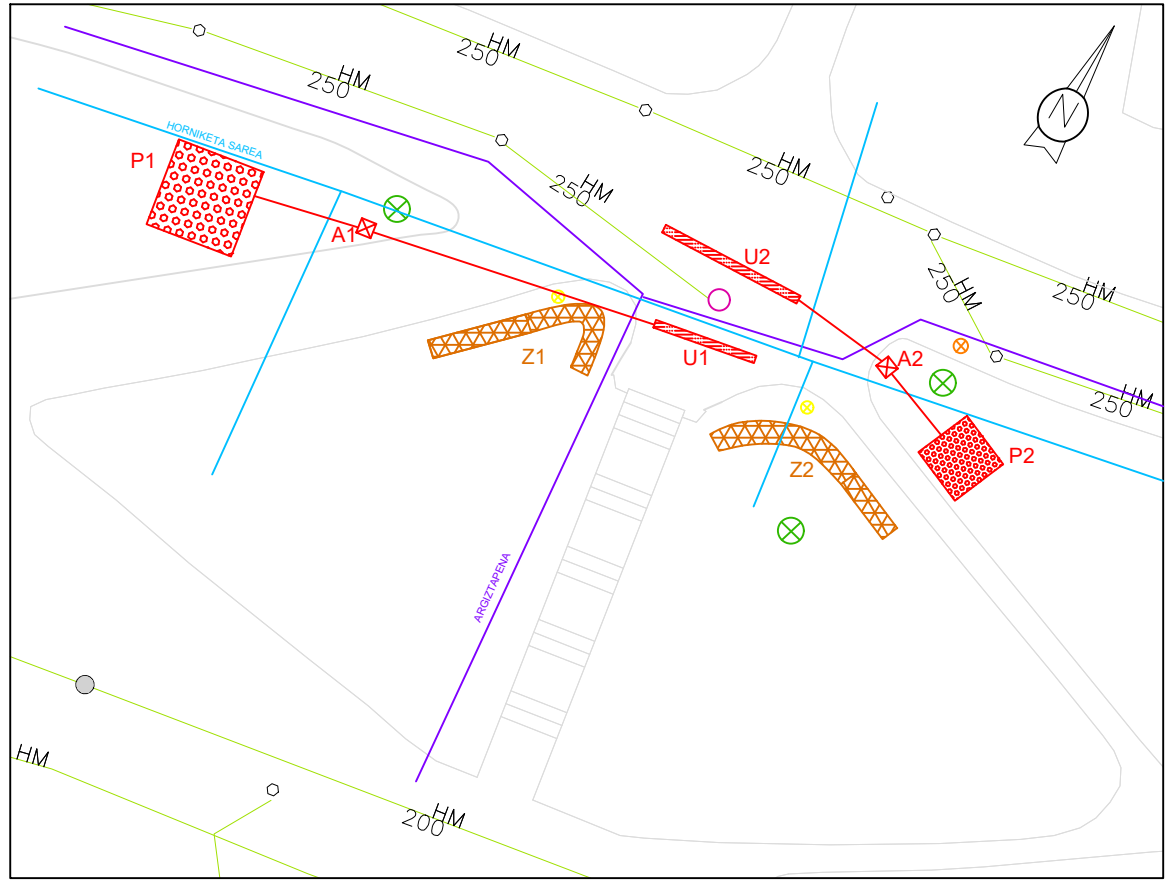 HM
250
HM
250
N
HORNIKETA SAREA
P1
HM
250
HM
250
A1
U2
HM
250
HM
250
Z1
U1
A2
HM
250
P2
Z2
ARGIZTAPENA
HM
HM
200